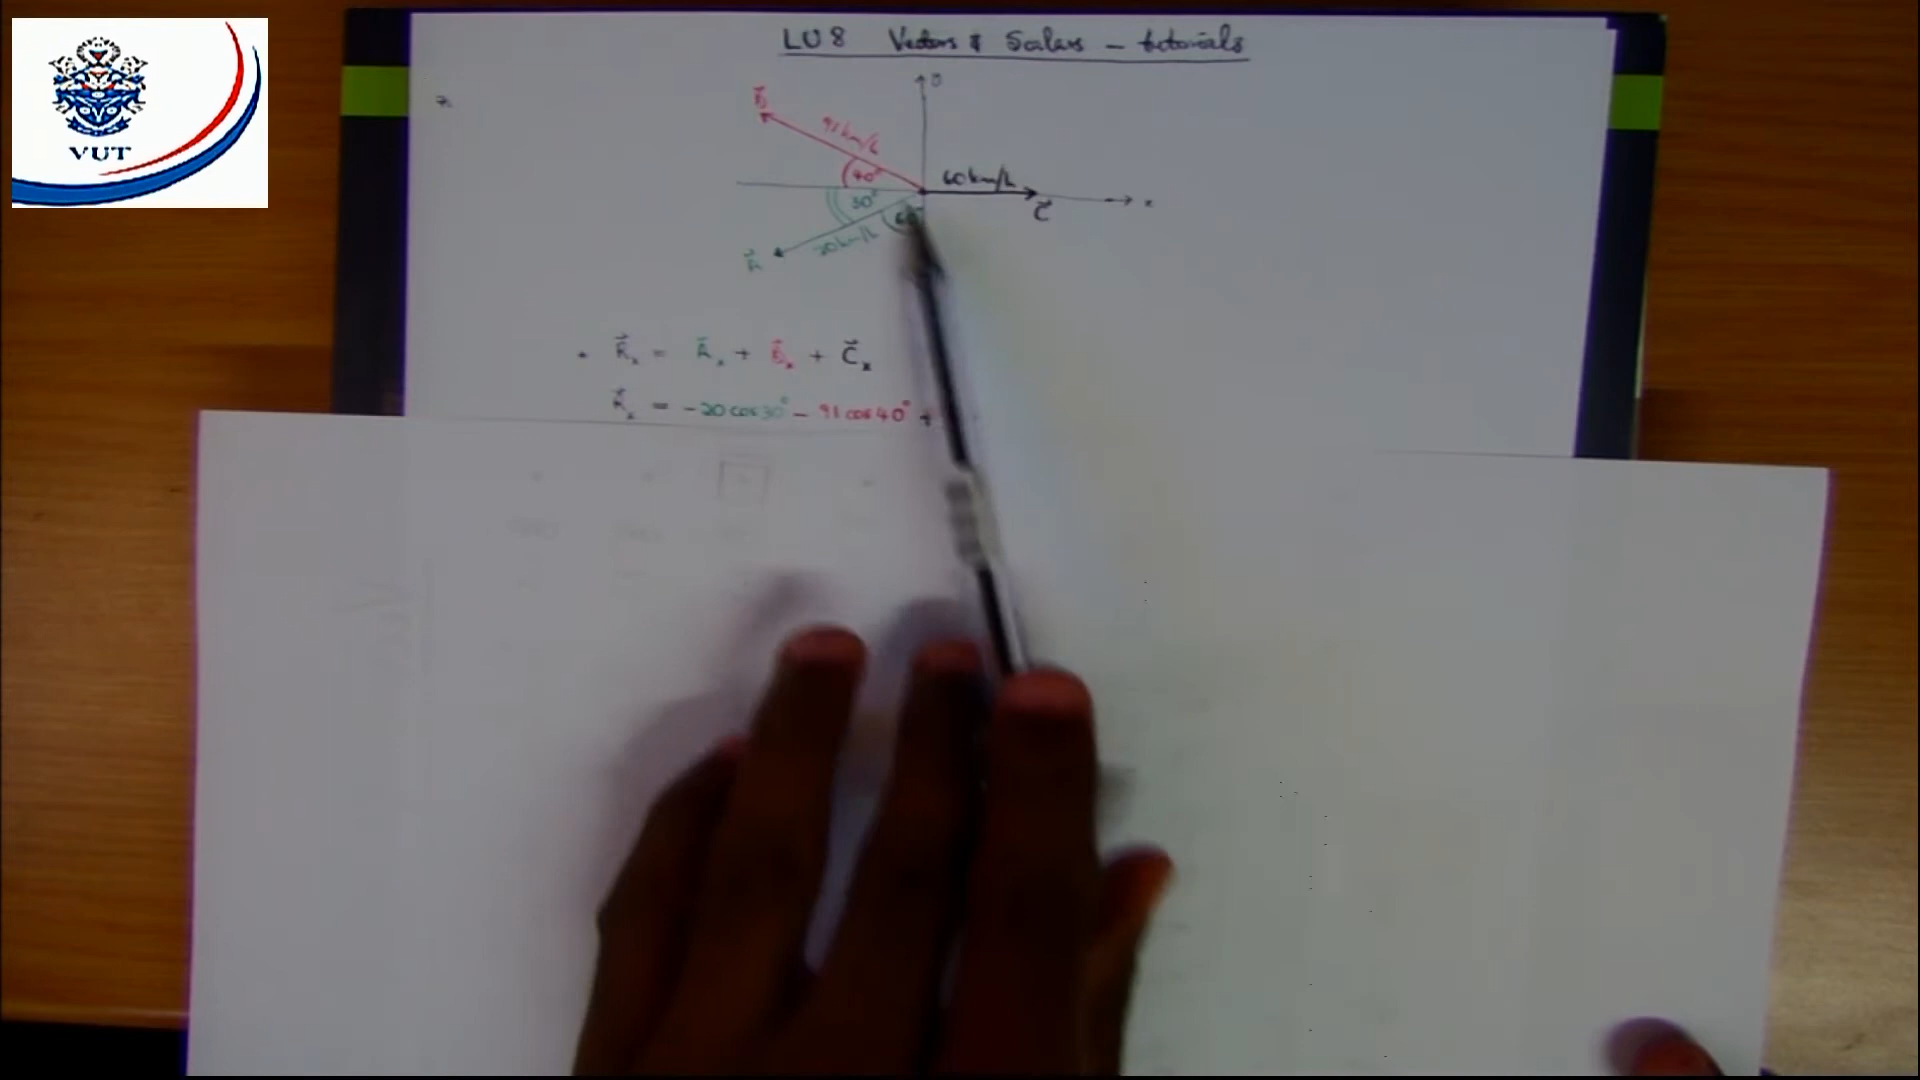 VUT
LU 8 Vectors & Scalars - tutorials
7.
B
91 km/h
40°
60 km/h
x
C
30°
60°
20 km/h
A
R_x = A_x + B_x + C_x
R_x = -20 cos 30° - 91 cos 40° +